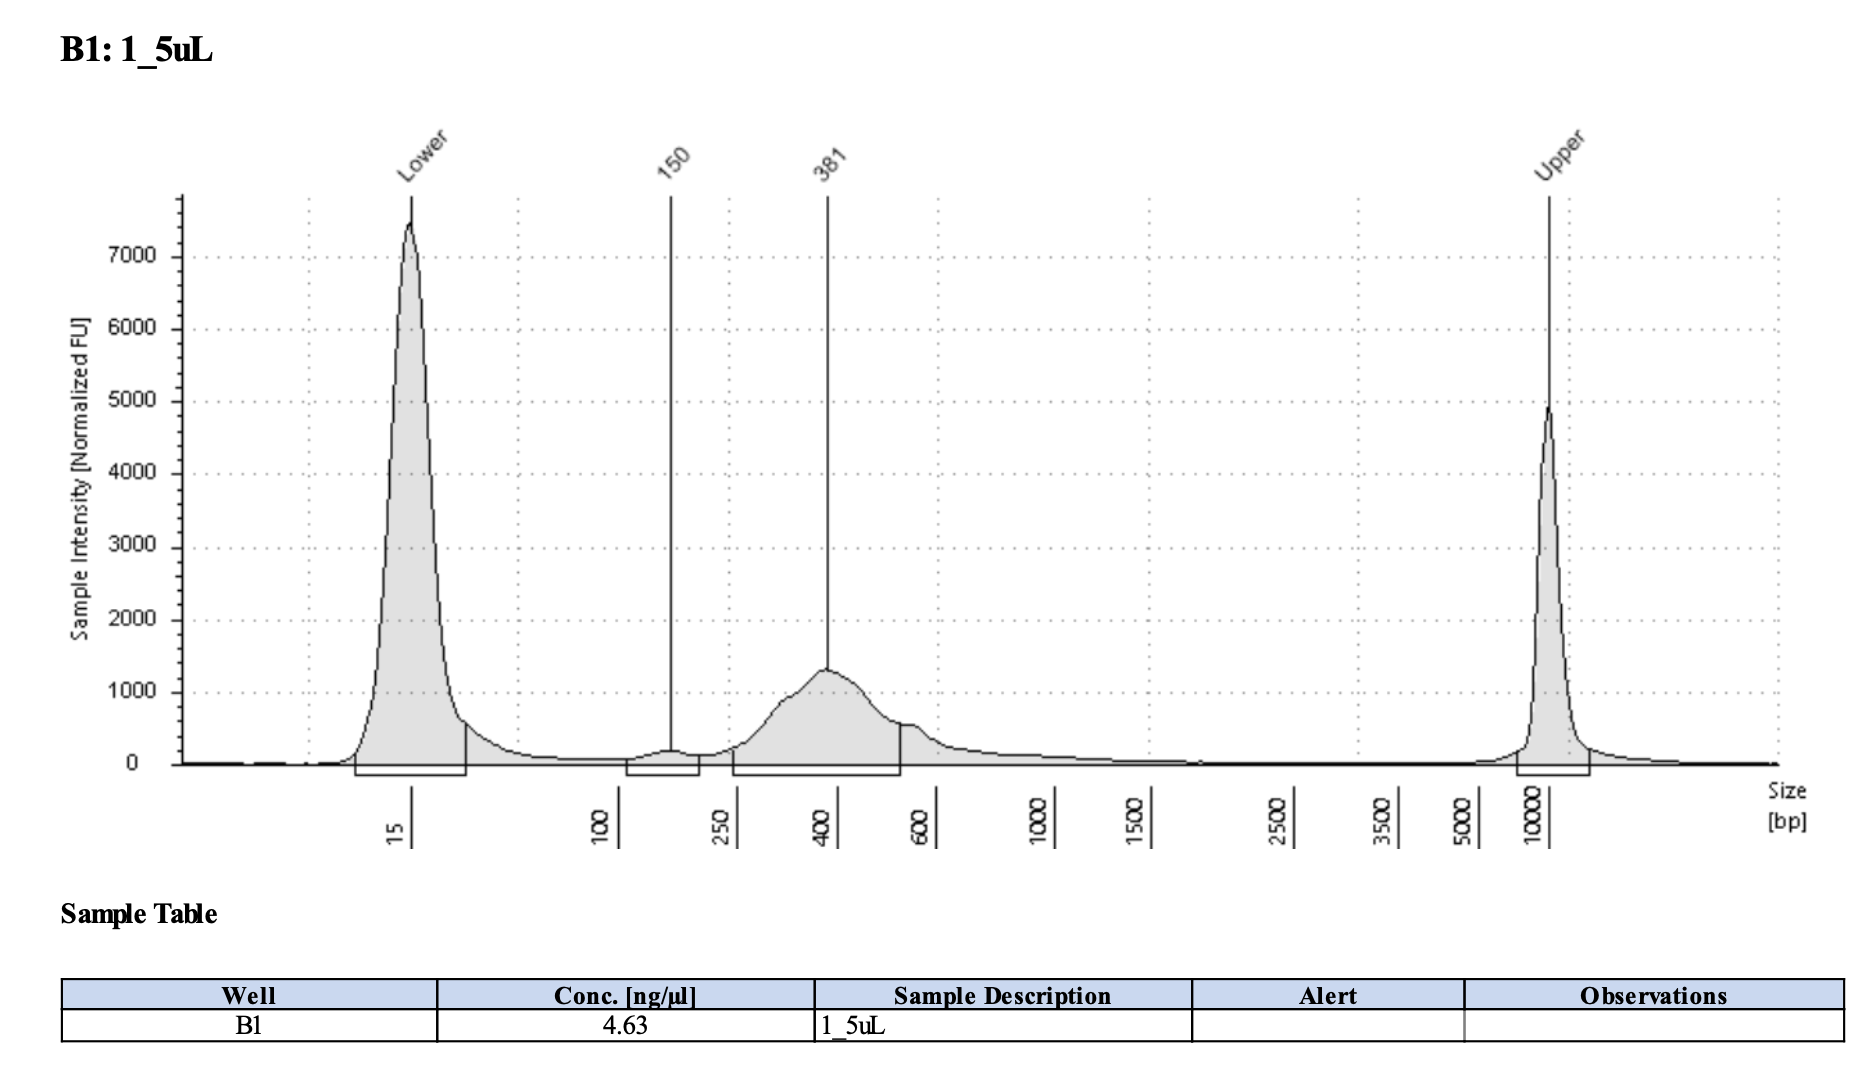 B1: 1_5uL
Lower
150
381
Upper
Sample Intensity [Normalized FU]
7000
6000
5000
4000
3000
2000
1000
0
15
100
250
400
600
1000
1500
2500
3500
5000
10000
Size
[bp]
Sample Table
Well Conc. [ng/µl] Sample Description Alert Observations
B1 4.63 1_5uL